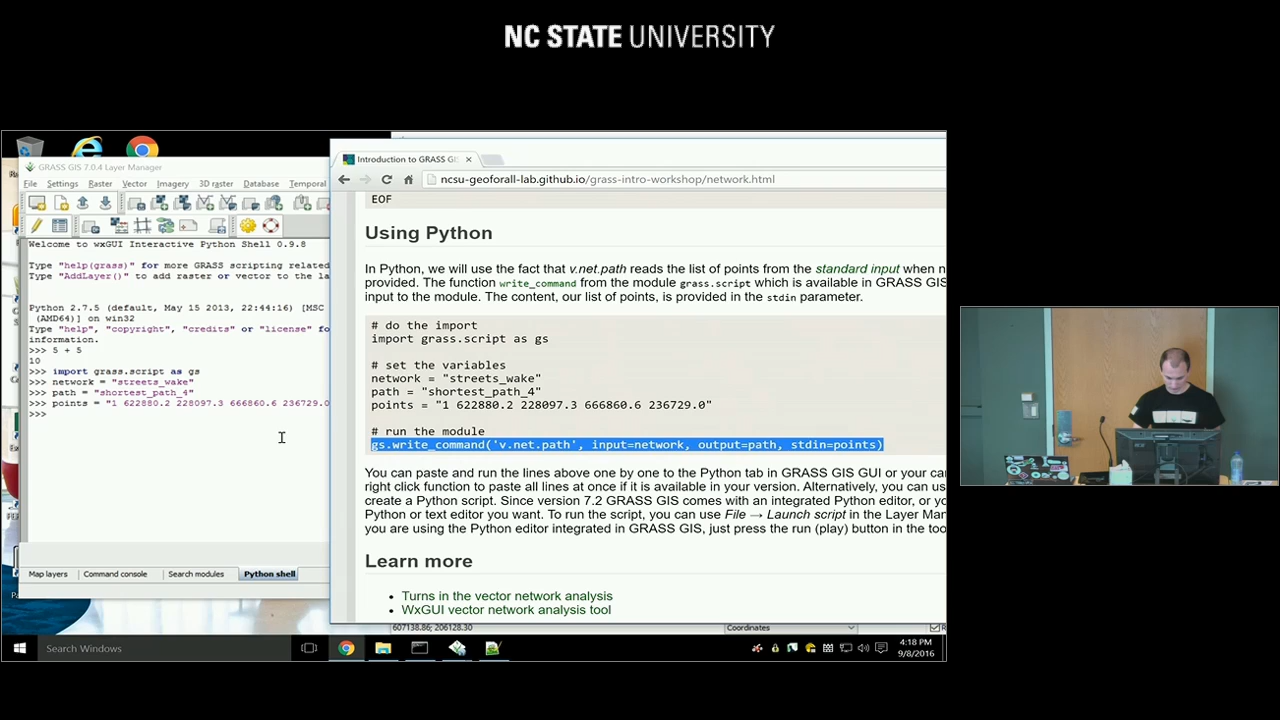 NC STATE UNIVERSITY
GRASS GIS 7.0.4 Layer Manager
File Settings Raster Vector Imagery 3D raster Database Temporal
Welcome to wxGUI Interactive Python Shell 0.9.8
Type "help(grass)" for more GRASS scripting related
Type "AddLayer()" to add raster or vector to the la
Python 2.7.5 (default, May 15 2013, 22:44:16) [MSC
(AMD64)] on win32
Type "help", "copyright", "credits" or "license" fo
information.
>>> 5 + 5
10
>>> import grass.script as gs
>>> network = "streets_wake"
>>> path = "shortest_path_4"
>>> points = "1 622880.2 228097.3 666860.6 236729.0
>>>
Map layers Command console Search modules Python shell
Introduction to GRASS GI
ncsu-geoforall-lab.github.io/grass-intro-workshop/network.html
EOF
Using Python
In Python, we will use the fact that v.net.path reads the list of points from the standard input when n
provided. The function write_command from the module grass.script which is available in GRASS GIS
input to the module. The content, our list of points, is provided in the stdin parameter.
# do the import
import grass.script as gs
# set the variables
network = "streets_wake"
path = "shortest_path_4"
points = "1 622880.2 228097.3 666860.6 236729.0"
# run the module
gs.write_command('v.net.path', input=network, output=path, stdin=points)
You can paste and run the lines above one by one to the Python tab in GRASS GIS GUI or your can
right click function to paste all lines at once if it is available in your version. Alternatively, you can us
create a Python script. Since version 7.2 GRASS GIS comes with an integrated Python editor, or yo
Python or text editor you want. To run the script, you can use File → Launch script in the Layer Man
you are using the Python editor integrated in GRASS GIS, just press the run (play) button in the too
Learn more
• Turns in the vector network analysis
• WxGUI vector network analysis tool
607138.86; 206128.30 Coordinates
Search Windows
4:18 PM
9/8/2016